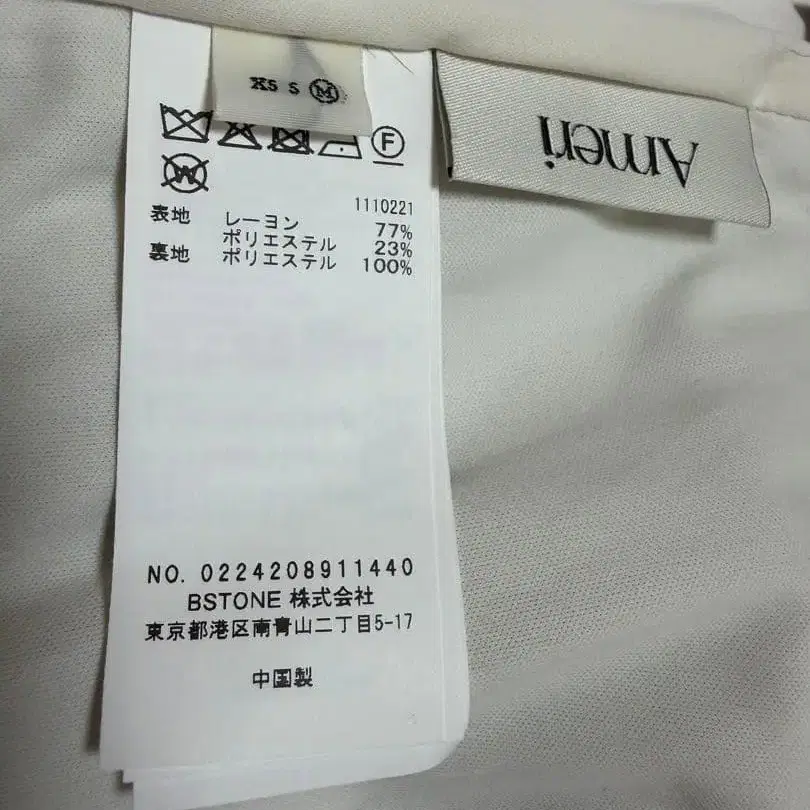 XS S M
Ameri
F
W
1110221
表地 レーヨン 77%
ポリエステル 23%
裏地 ポリエステル 100%
NO. 0224208911440
BSTONE 株式会社
東京都港区南青山二丁目5-17
中国製